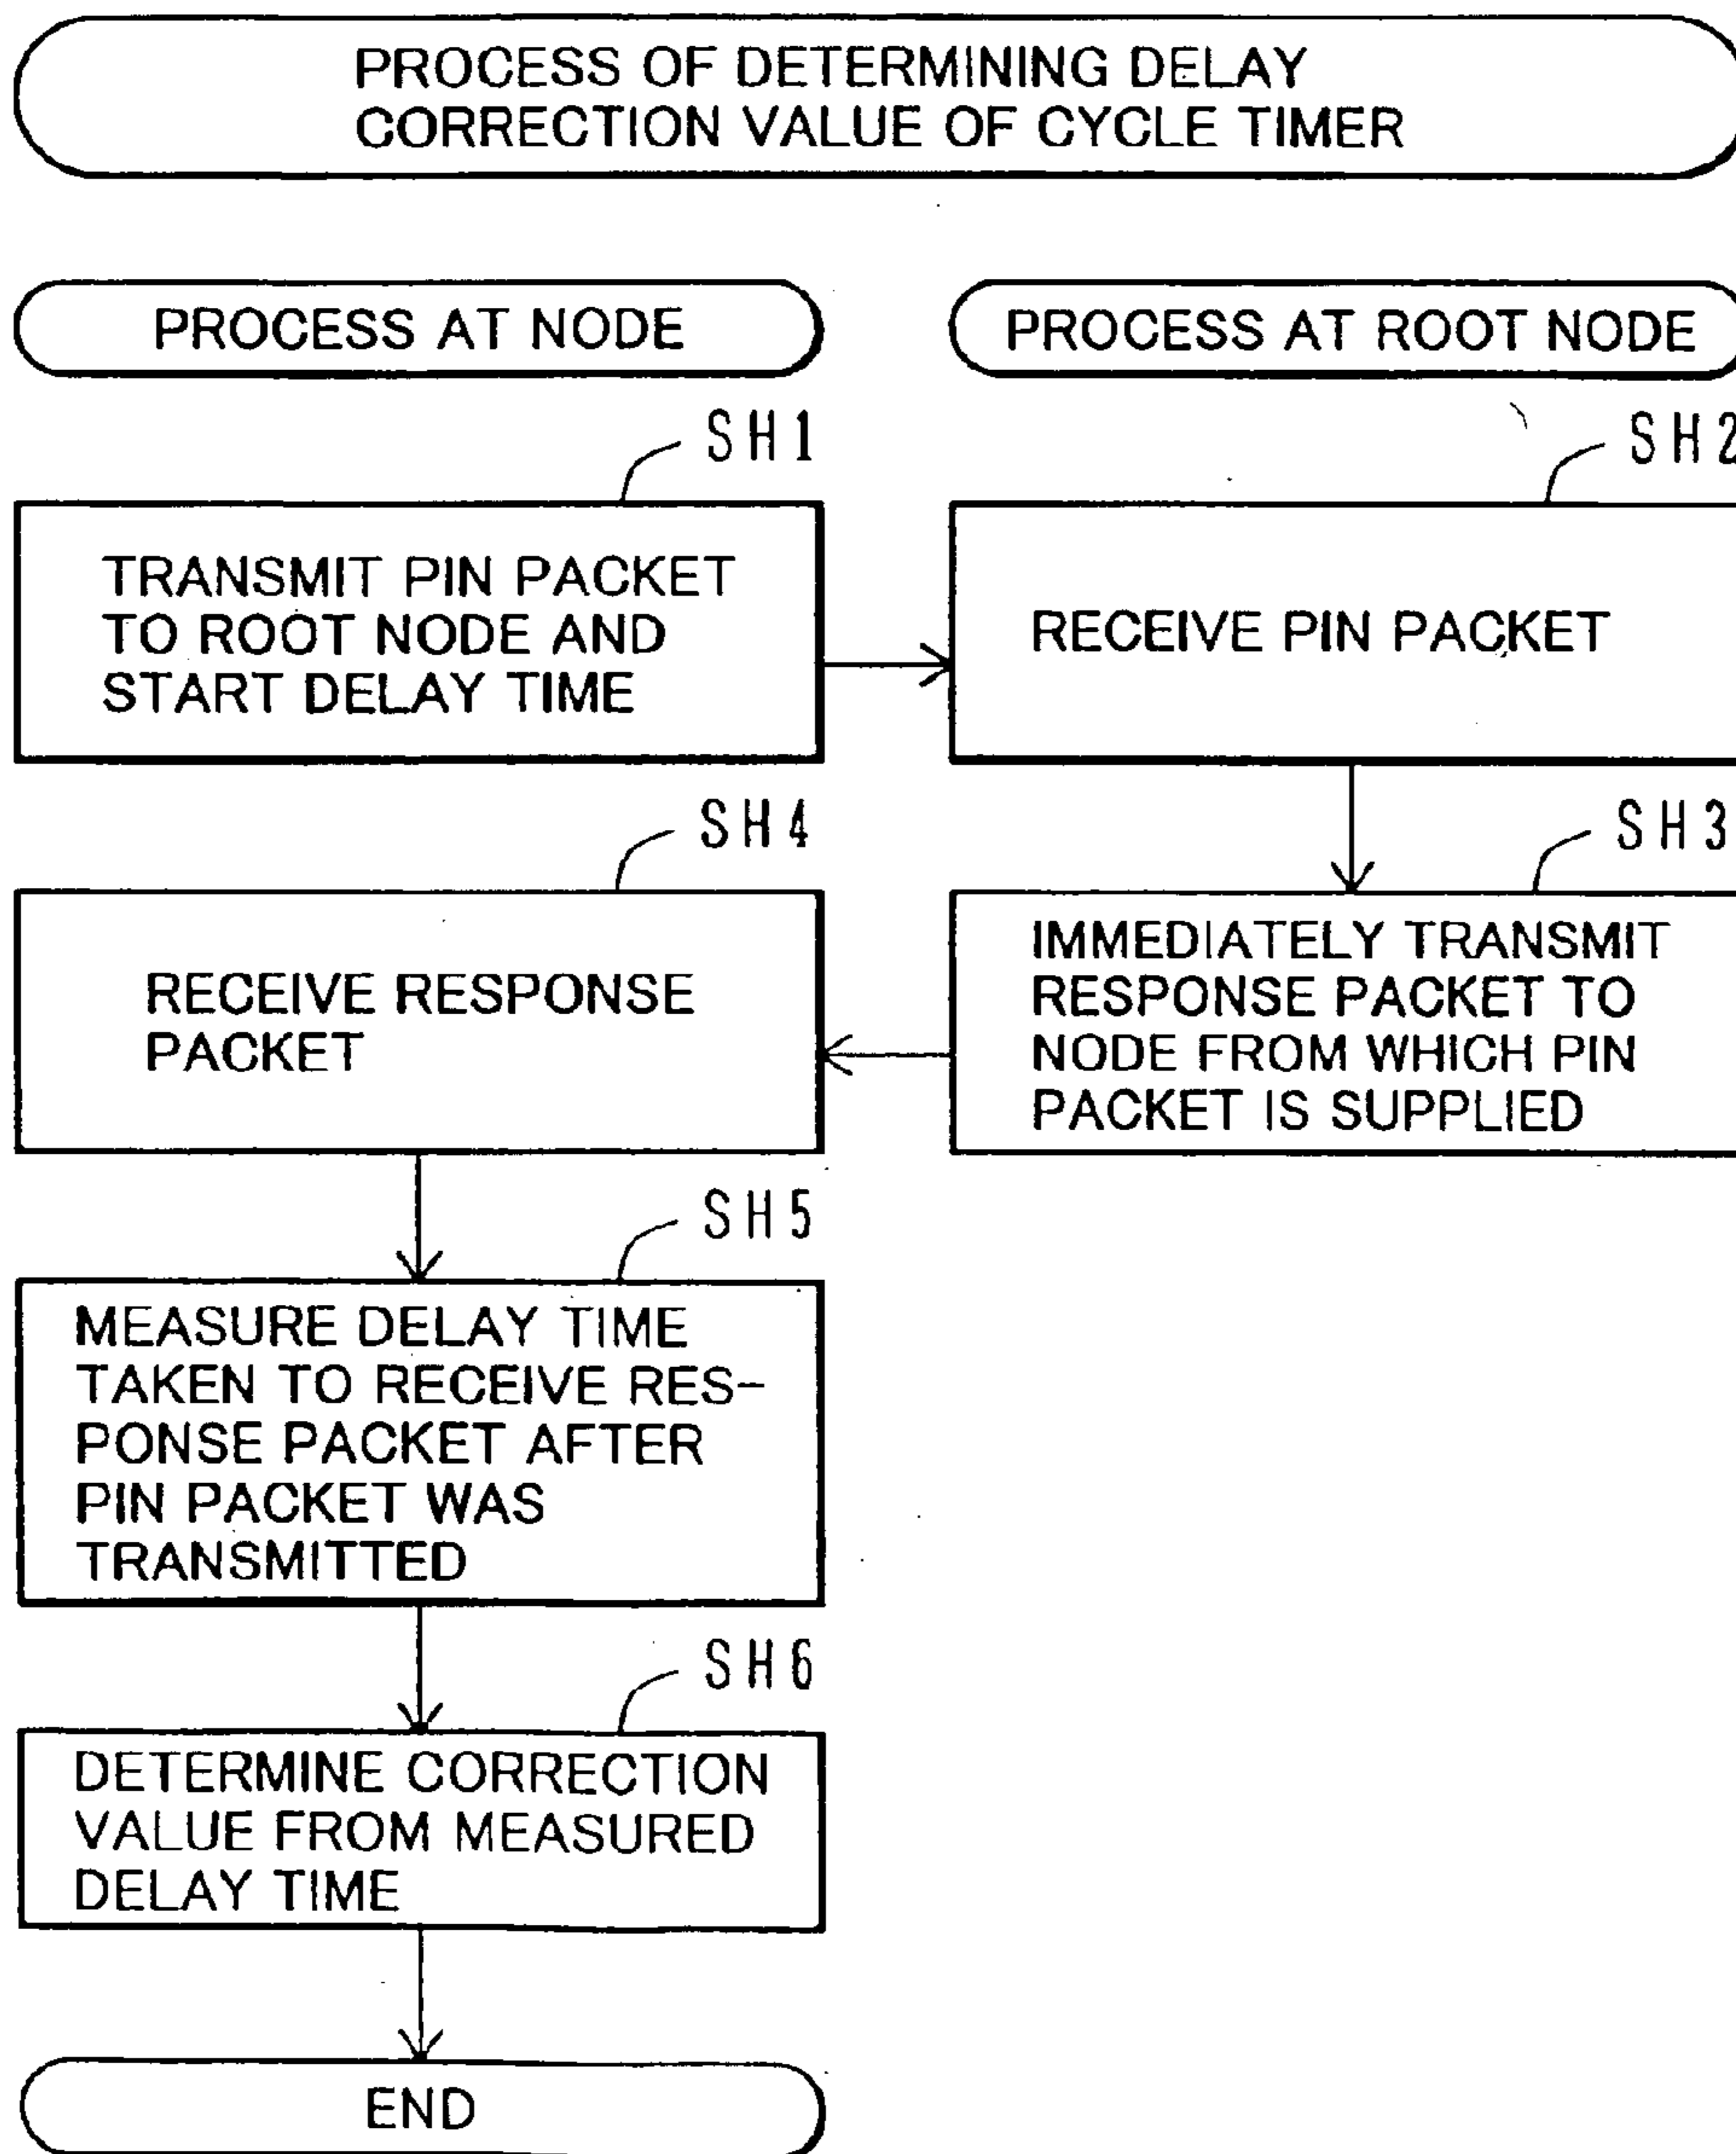 PROCESS OF DETERMINING DELAY
CORRECTION VALUE OF CYCLE TIMER
PROCESS AT NODE
PROCESS AT ROOT NODE
SH1
SH2
TRANSMIT PIN PACKET
TO ROOT NODE AND
START DELAY TIME
RECEIVE PIN PACKET
SH4
SH3
RECEIVE RESPONSE
PACKET
IMMEDIATELY TRANSMIT
RESPONSE PACKET TO
NODE FROM WHICH PIN
PACKET IS SUPPLIED
SH5
MEASURE DELAY TIME
TAKEN TO RECEIVE RES-
PONSE PACKET AFTER
PIN PACKET WAS
TRANSMITTED
SH6
DETERMINE CORRECTION
VALUE FROM MEASURED
DELAY TIME
END